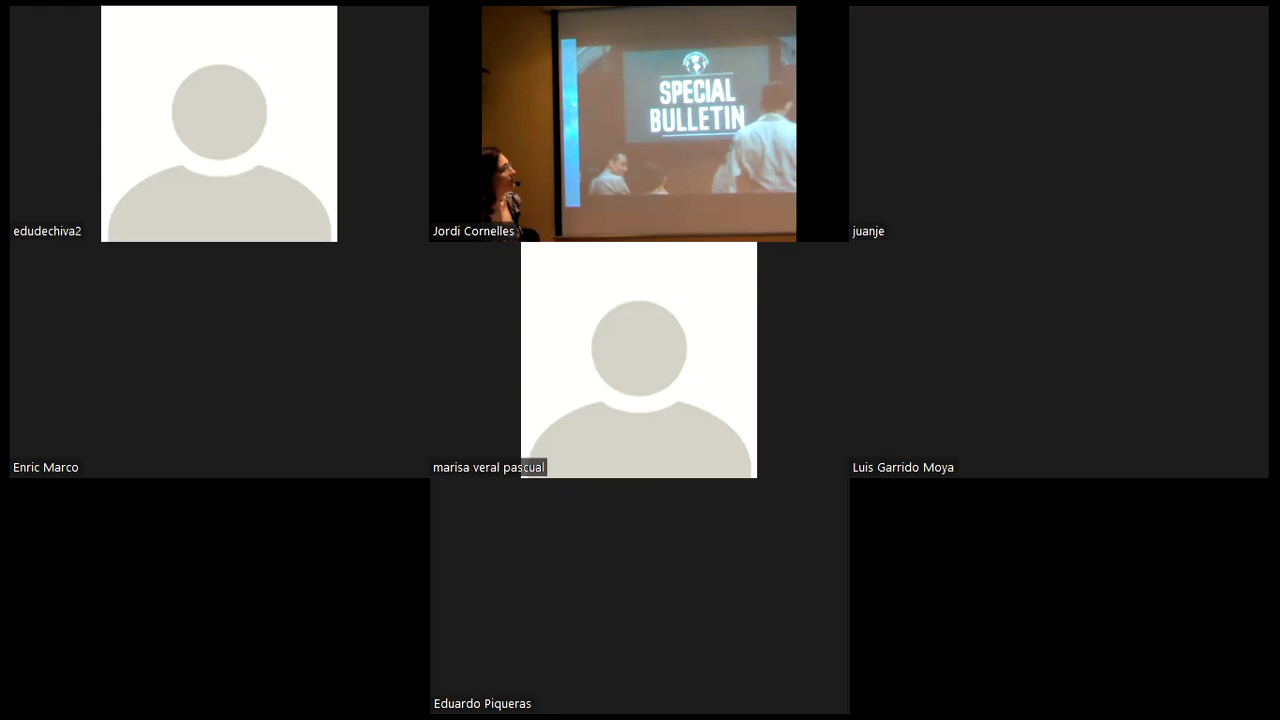 SPECIAL
BULLETIN
edudechiva2
Jordi Cornelles
juanje
Enric Marco
marisa veral pascual
Luis Garrido Moya
Eduardo Piqueras